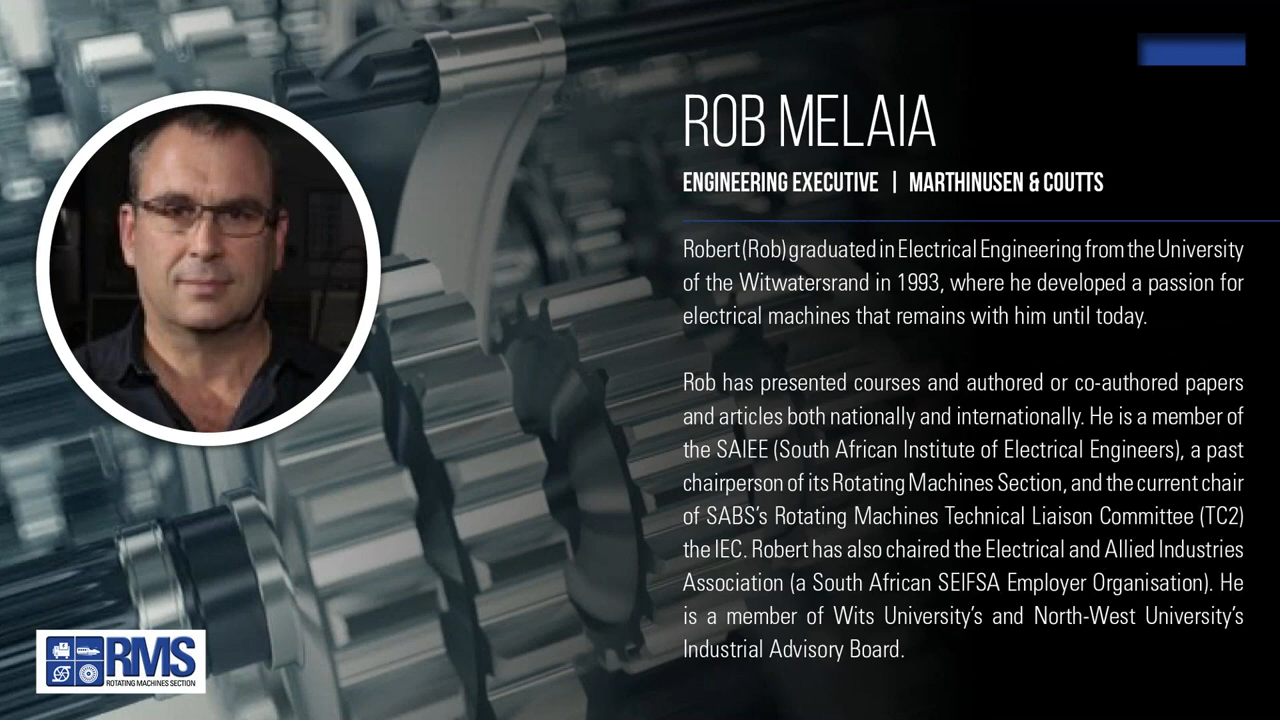 ROB MELAIA
ENGINEERING EXECUTIVE | MARTHINUSEN & COUTTS
Robert (Rob) graduated in Electrical Engineering from the University
of the Witwatersrand in 1993, where he developed a passion for
electrical machines that remains with him until today.
Rob has presented courses and authored or co-authored papers
and articles both nationally and internationally. He is a member of
the SAIEE (South African Institute of Electrical Engineers), a past
chairperson of its Rotating Machines Section, and the current chair
of SABS’s Rotating Machines Technical Liaison Committee (TC2)
the IEC. Robert has also chaired the Electrical and Allied Industries
Association (a South African SEIFSA Employer Organisation). He
is a member of Wits University’s and North-West University’s
Industrial Advisory Board.
RMS
ROTATING MACHINES SECTION